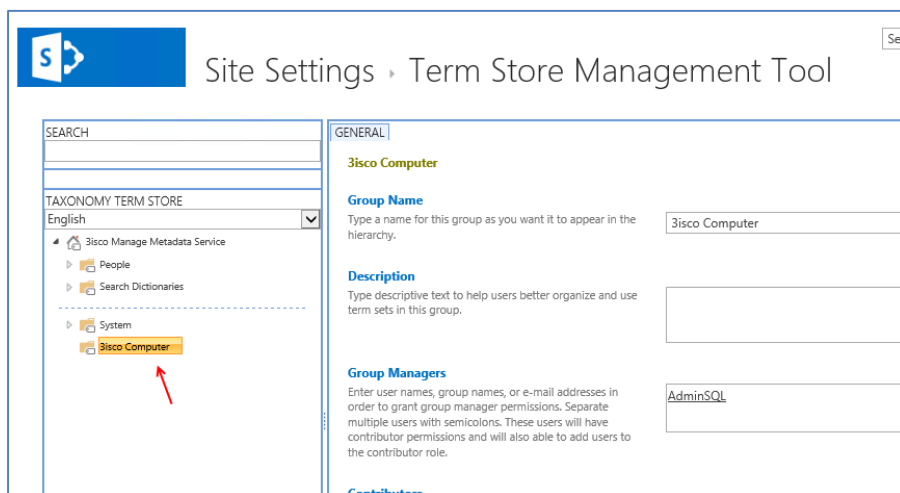 Se
S
Site Settings › Term Store Management Tool
SEARCH
TAXONOMY TERM STORE
English
3isco Manage Metadata Service
People
Search Dictionaries
System
3isco Computer
GENERAL
3isco Computer
Group Name
Type a name for this group as you want it to appear in the
hierarchy.
3isco Computer
Description
Type descriptive text to help users better organize and use
term sets in this group.
Group Managers
Enter user names, group names, or e-mail addresses in
order to grant group manager permissions. Separate
multiple users with semicolons. These users will have
contributor permissions and will also able to add users to
the contributor role.
AdminSQL
Contributors